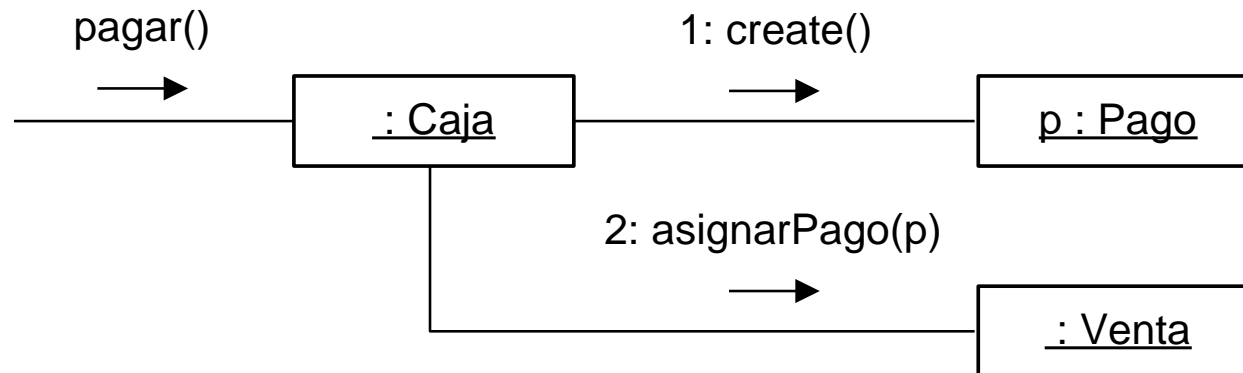 pagar()
1: create()
: Caja
p : Pago
2: asignarPago(p)
: Venta